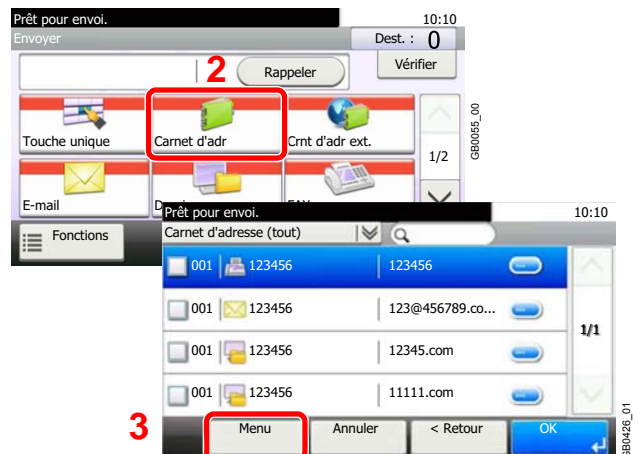 Prêt pour envoi. 10:10
Envoyer Dest. : 0
2 Rappeler Vérifier
Touche unique Carnet d'adr Crnt d'adr ext.
1/2
E-mail
Fonctions
GB0055_00
Prêt pour envoi. 10:10
Carnet d'adresse (tout)
001 123456 123456
001 123456 123@456789.co...
1/1
001 123456 12345.com
001 123456 11111.com
3 Menu Annuler < Retour OK
GB0426_01